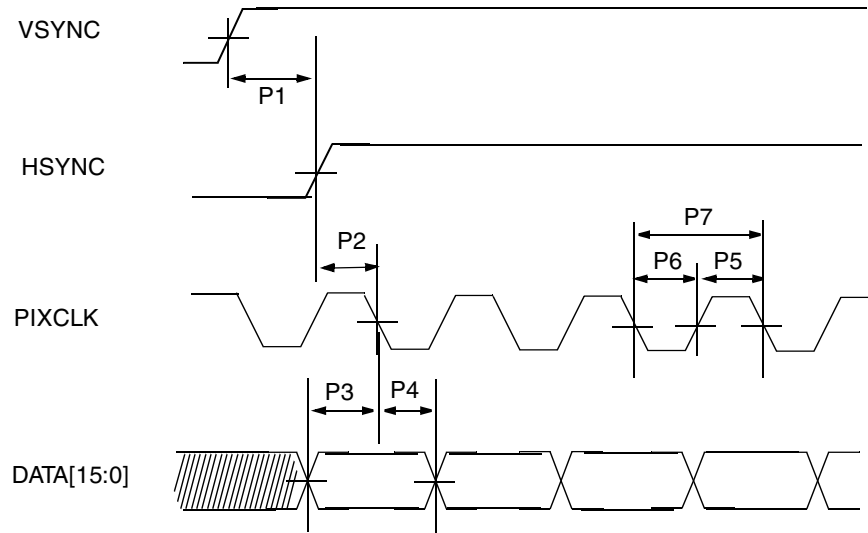 VSYNC
P1
HSYNC
P2
P7
P6
P5
PIXCLK
P3
P4
DATA[15:0]